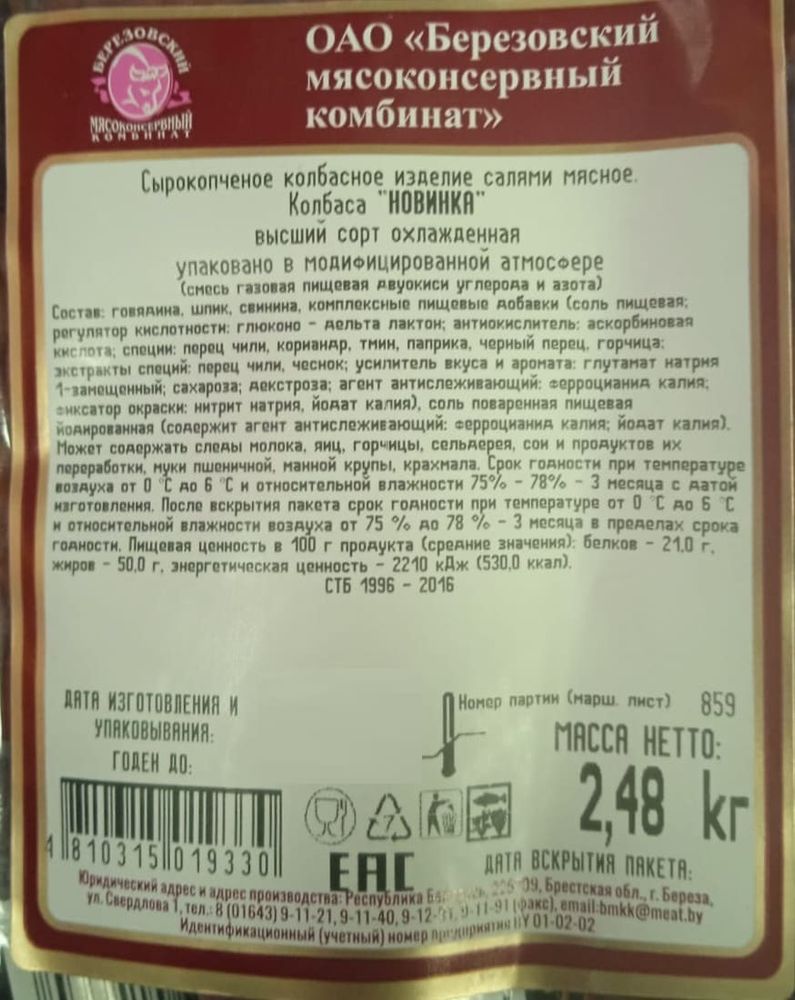 БЕРЕЗОВСКИЙ
МЯСОКОНСЕРВНЫЙ
КОМБИНАТ
ОАО «Березовский
мясоконсервный
комбинат»
Сырокопченое колбасное изделие салями мясное.
Колбаса "НОВИНКА"
высший сорт охлажденная
упаковано в модифицированной атмосфере
(смесь газовая пищевая двуокиси углерода и азота)
Состав: говядина, шпик, свинина, комплексные пищевые добавки (соль пищевая;
регулятор кислотности: глюконо - дельта лактон; антиокислитель: аскорбиновая
кислота; специи: перец чили, кориандр, тмин, паприка, черный перец, горчица;
экстракты специй: перец чили, чеснок; усилитель вкуса и аромата: глутамат натрия
1-замещенный; сахароза; декстроза; агент антислеживающий: ферроцианид калия;
фиксатор окраски: нитрит натрия, йодат калия), соль поваренная пищевая
йодированная (содержит агент антислеживающий: ферроцианид калия; йодат калия).
Может содержать следы молока, яиц, горчицы, сельдерея, сои и продуктов их
переработки, муки пшеничной, манной крупы, крахмала. Срок годности при температуре
воздуха от 0 °С до 6 °С и относительной влажности 75% - 78% - 3 месяца с датой
изготовления. После вскрытия пакета срок годности при температуре от 0 °С до 6 °С
и относительной влажности воздуха от 75 % до 78 % - 3 месяца в пределах срока
годности. Пищевая ценность в 100 г продукта (средние значения): белков - 21,0 г,
жиров - 50,0 г, энергетическая ценность - 2210 кДж (530,0 ккал).
СТБ 1996 - 2016
ДАТА ИЗГОТОВЛЕНИЯ И
УПАКОВЫВАНИЯ:
ГОДЕН ДО:
Номер партии (марш. лист) 859
МАССА НЕТТО:
2,48 кг
4 810315 019330
7
ЕАС
ДАТА ВСКРЫТИЯ ПАКЕТА:
Юридический адрес и адрес производства: Республика Брестская обл., г. Береза,
ул. Свердлова 1, тел.: 8 (01643) 9-11-21, 9-11-40, 9-11-91 (факс), email:bmkk@meat.by
Идентификационный (учетный) номер предприятия BY 01-02-02